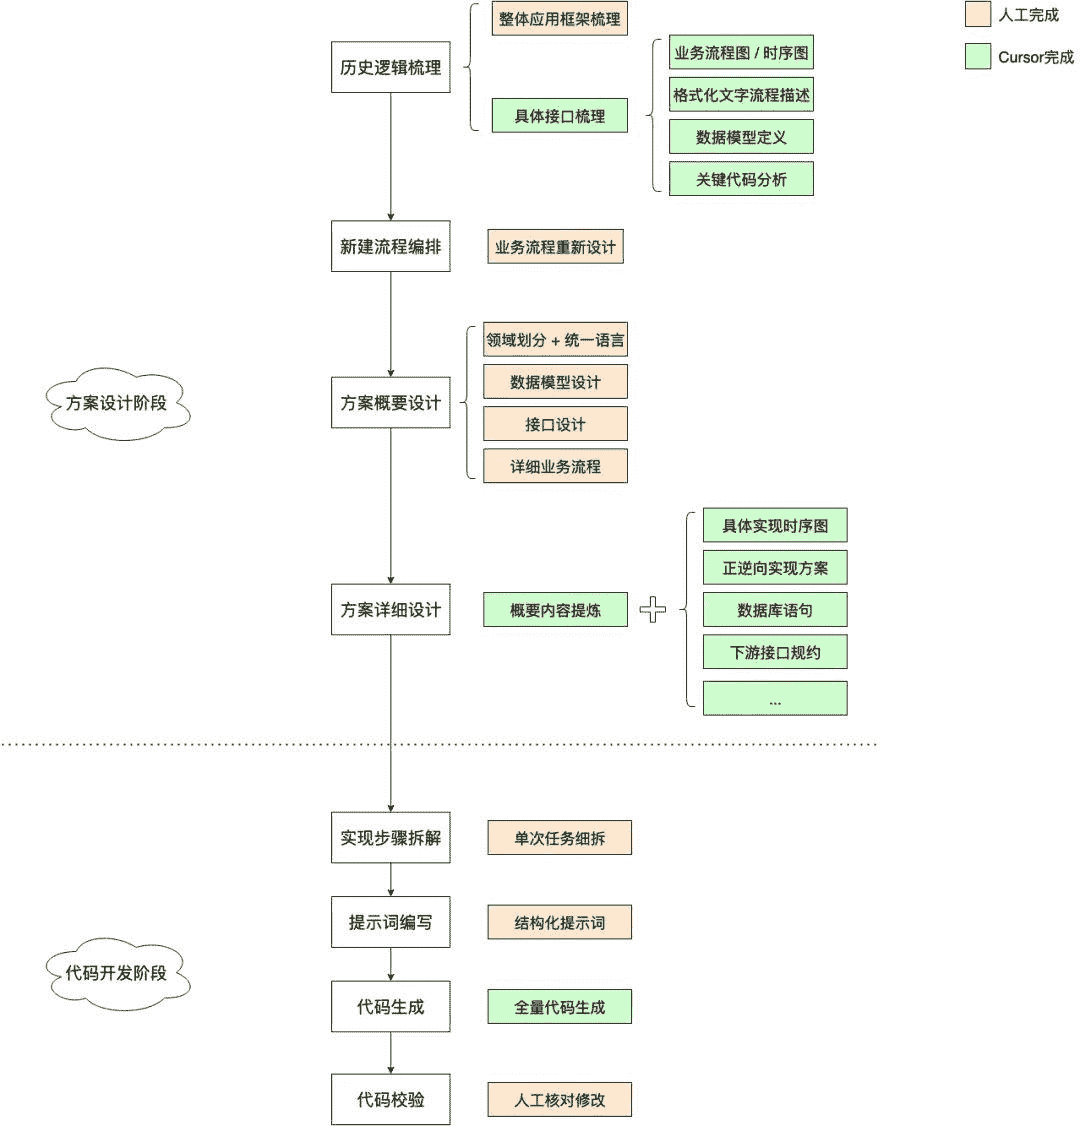 整体应用框架梳理
人工完成
历史逻辑梳理
业务流程图 / 时序图
Cursor完成
格式化文字流程描述
具体接口梳理
数据模型定义
关键代码分析
新建流程编排
业务流程重新设计
领域划分 + 统一语言
数据模型设计
方案设计阶段
方案概要设计
接口设计
详细业务流程
具体实现时序图
正逆向实现方案
方案详细设计
概要内容提炼
数据库语句
下游接口规约
...
实现步骤拆解
单次任务细拆
提示词编写
结构化提示词
代码开发阶段
代码生成
全量代码生成
代码校验
人工核对修改